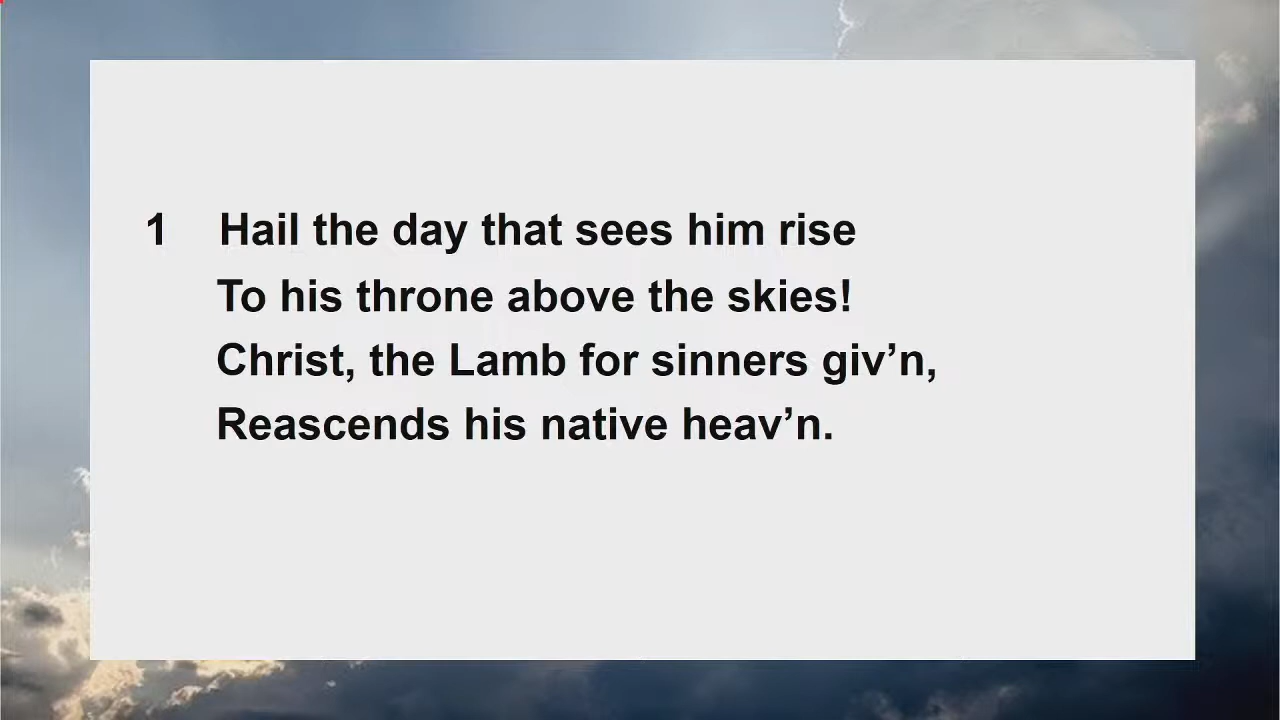 1 Hail the day that sees him rise
To his throne above the skies!
Christ, the Lamb for sinners giv’n,
Reascends his native heav’n.